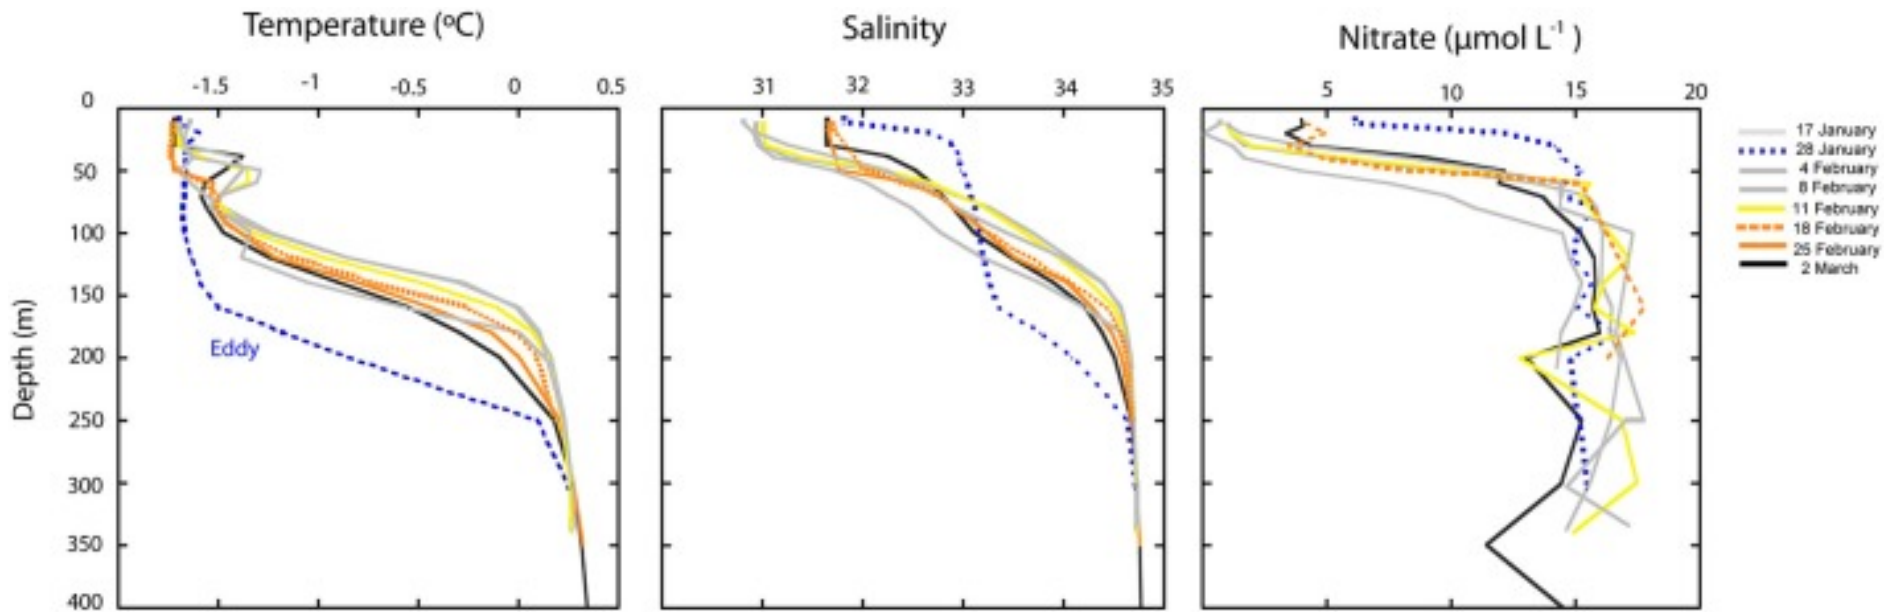 Temperature (ºC)
Salinity
Nitrate (µmol L⁻¹ )
-1.5 -1 -0.5 0 0.5
31 32 33 34 35
5 10 15 20
0
50
100
150
200
250
300
350
400
Depth (m)
Eddy
17 January
28 January
4 February
8 February
11 February
18 February
25 February
2 March